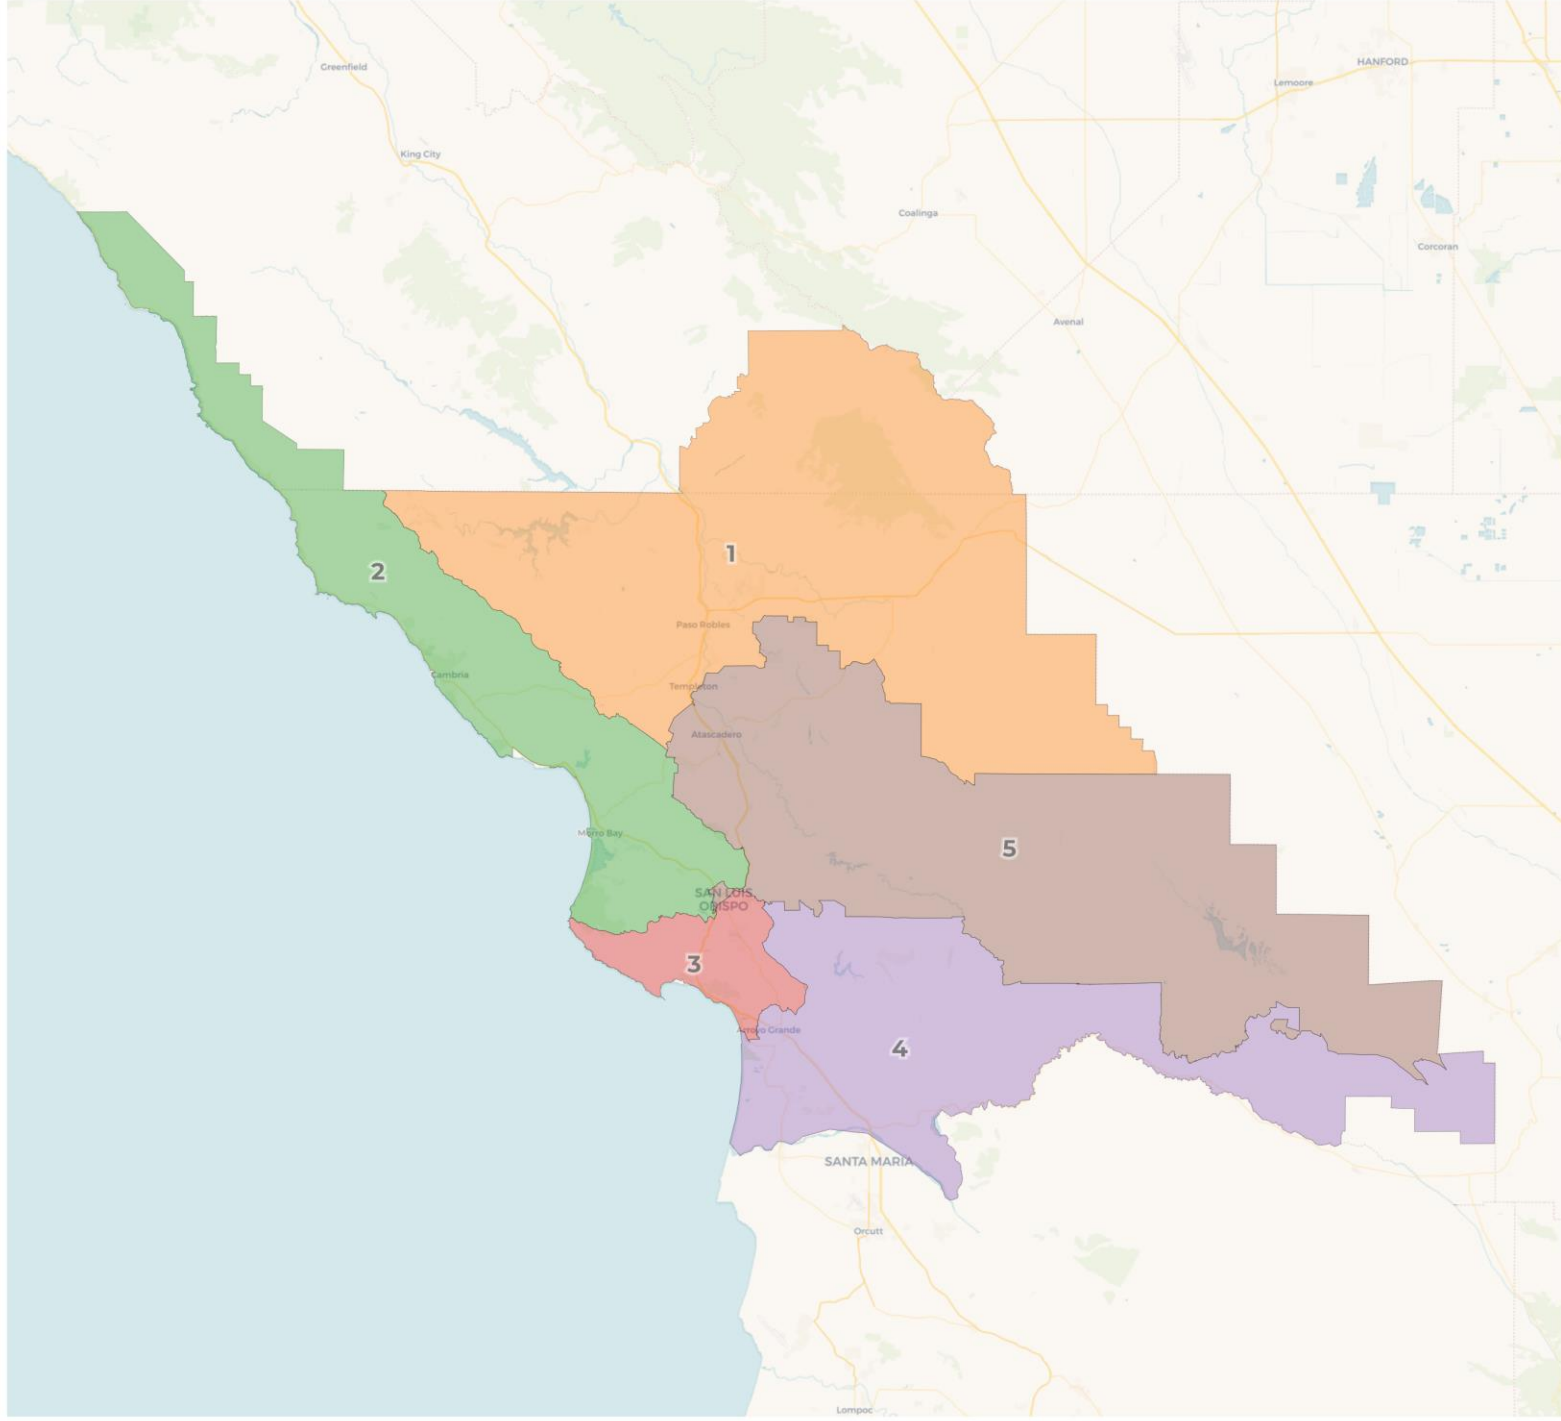 Greenfield
HANFORD
Lemoore
King City
Coalinga
Corcoran
Avenal
1
2
Paso Robles
Cambria
Templeton
Atascadero
Morro Bay
5
SAN LUIS
OBISPO
3
Arroyo Grande
4
SANTA MARIA
Orcutt
Lompoc